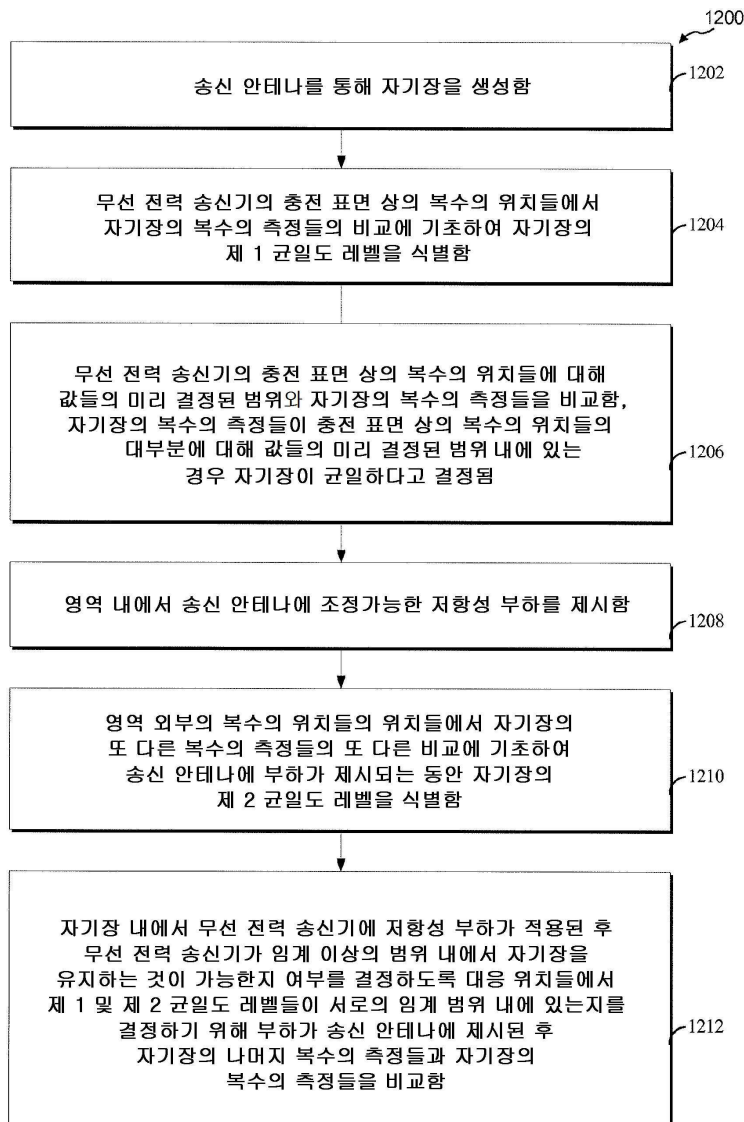 1200
송신 안테나를 통해 자기장을 생성함
1202
무선 전력 송신기의 충전 표면 상의 복수의 위치들에서
자기장의 복수의 측정들의 비교에 기초하여 자기장의
제 1 균일도 레벨을 식별함
1204
무선 전력 송신기의 충전 표면 상의 복수의 위치들에 대해
값들의 미리 결정된 범위와 자기장의 복수의 측정들을 비교함,
자기장의 복수의 측정들이 충전 표면 상의 복수의 위치들의
대부분에 대해 값들의 미리 결정된 범위 내에 있는
경우 자기장이 균일하다고 결정됨
1206
영역 내에서 송신 안테나에 조정가능한 저항성 부하를 제시함
1208
영역 외부의 복수의 위치들의 위치들에서 자기장의
또 다른 복수의 측정들의 또 다른 비교에 기초하여
송신 안테나에 부하가 제시되는 동안 자기장의
제 2 균일도 레벨을 식별함
1210
자기장 내에서 무선 전력 송신기에 저항성 부하가 적용된 후
무선 전력 송신기가 임계 이상의 범위 내에서 자기장을
유지하는 것이 가능한지 여부를 결정하도록 대응 위치들에서
제 1 및 제 2 균일도 레벨들이 서로의 임계 범위 내에 있는지를
결정하기 위해 부하가 송신 안테나에 제시된 후
자기장의 나머지 복수의 측정들과 자기장의
복수의 측정들을 비교함
1212